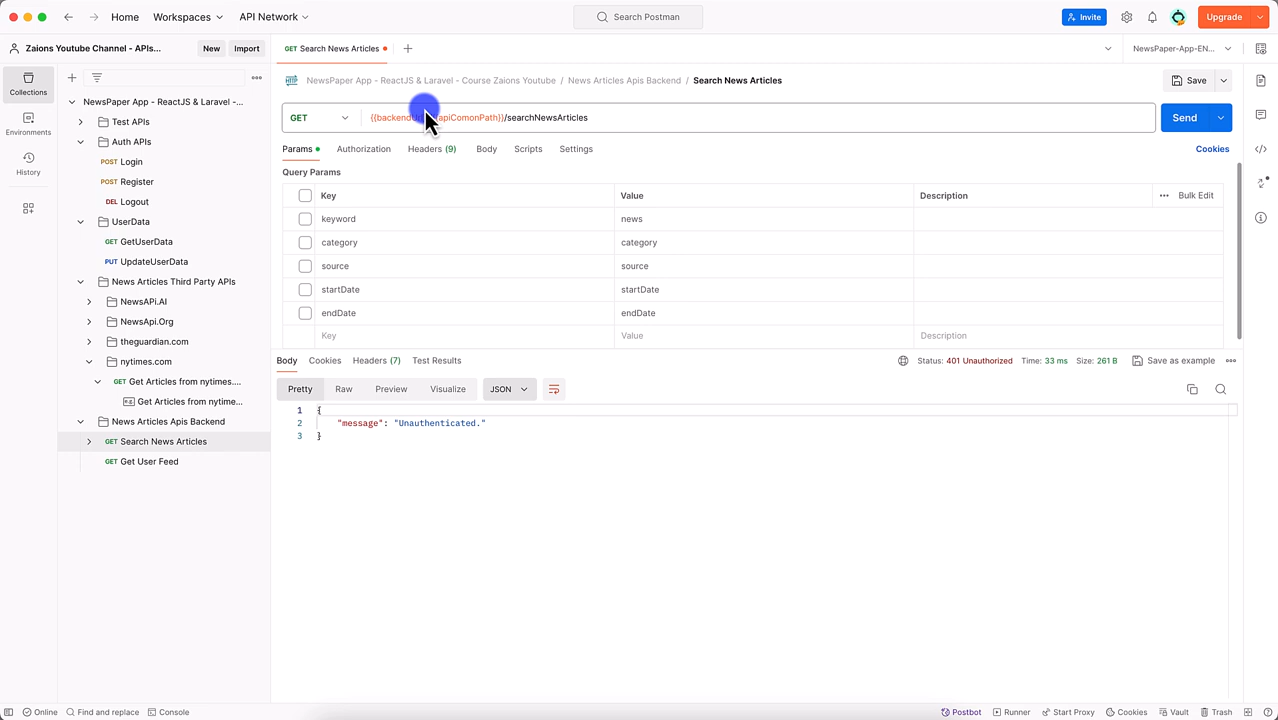 Home Workspaces API Network Search Postman Invite Upgrade
Zaions Youtube Channel - APIs... New Import GET Search News Articles NewsPaper-App-EN...
NewsPaper App - ReactJS & Laravel - Course Zaions Youtube / News Articles Apis Backend / Search News Articles Save
Collections
Environments
History
NewsPaper App - ReactJS & Laravel -...
Test APIs
Auth APIs
POST Login
POST Register
DEL Logout
UserData
GET GetUserData
PUT UpdateUserData
News Articles Third Party APIs
NewsApi.AI
NewsApi.Org
theguardian.com
nytimes.com
GET Get Articles from nytimes....
Get Articles from nytime...
News Articles Apis Backend
GET Search News Articles
GET Get User Feed
GET /searchNewsArticles Send
Params Authorization Headers (9) Body Scripts Settings Cookies
Query Params
Key Value Description Bulk Edit
keyword news
category category
source source
startDate startDate
endDate endDate
Key Value Description
Body Cookies Headers (7) Test Results Status: 401 Unauthorized Time: 33 ms Size: 261 B Save as example
Pretty Raw Preview Visualize JSON
1 {
2 "message": "Unauthenticated."
3 }
Online Find and replace Console Postbot Runner Start Proxy Cookies Vault Trash